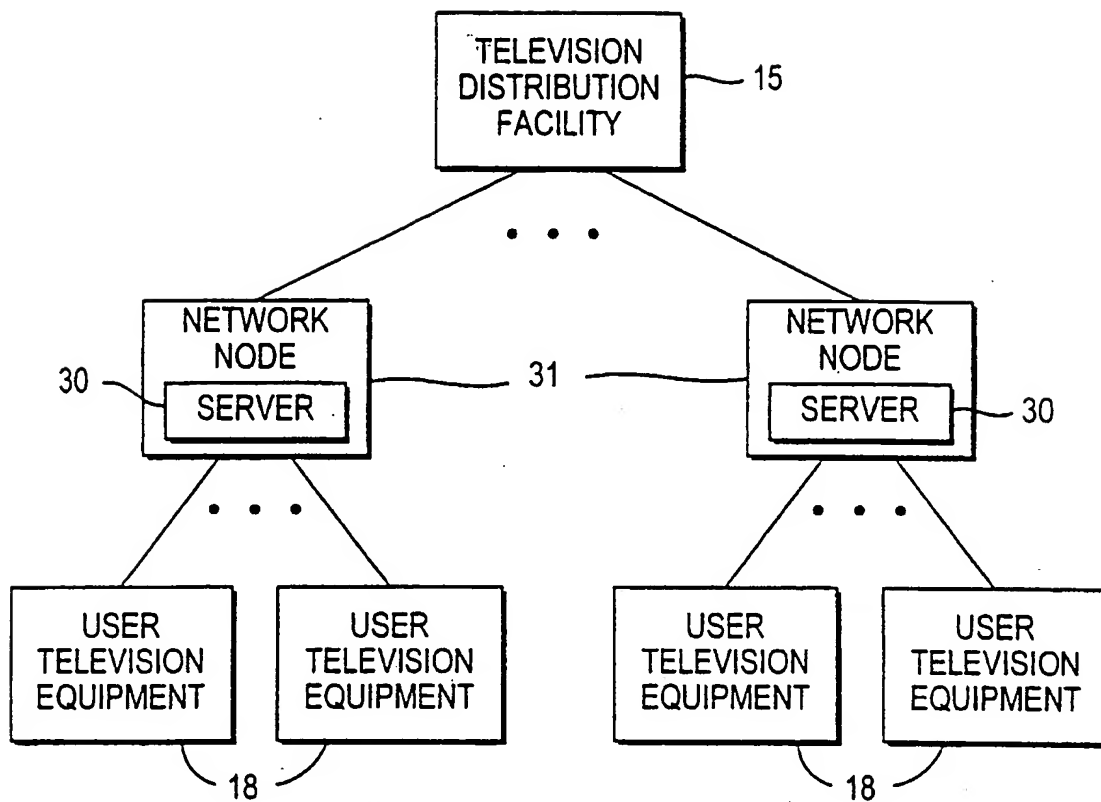 TELEVISION
DISTRIBUTION
FACILITY
15
NETWORK
NODE
SERVER
30
31
NETWORK
NODE
SERVER
30
USER
TELEVISION
EQUIPMENT
USER
TELEVISION
EQUIPMENT
18
USER
TELEVISION
EQUIPMENT
USER
TELEVISION
EQUIPMENT
18